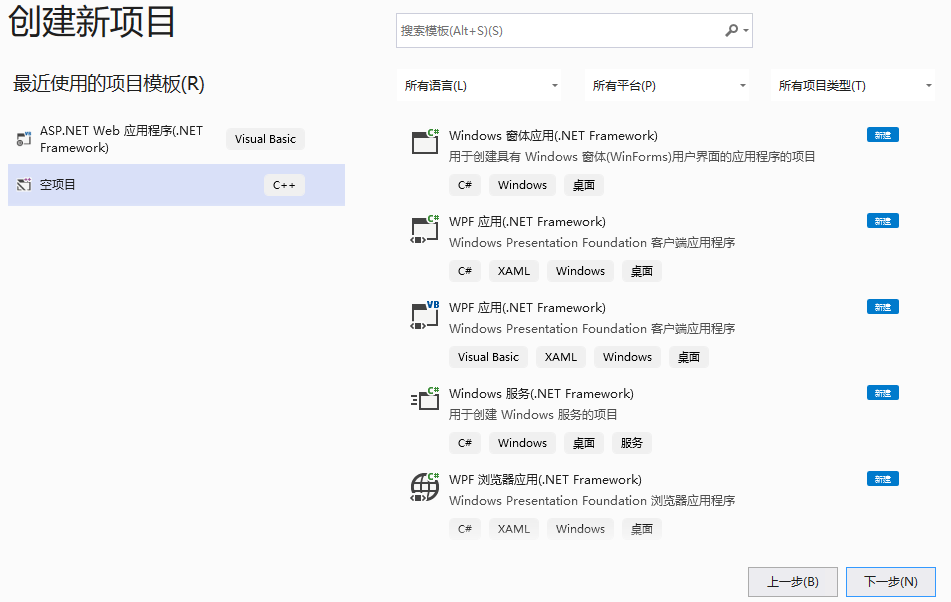 创建新项目
最近使用的项目模板(R)
ASP.NET Web 应用程序(.NET
Framework)
Visual Basic
空项目
C++
搜索模板(Alt+S)(S)
所有语言(L)
所有平台(P)
所有项目类型(T)
C#
Windows 窗体应用(.NET Framework)
新建
用于创建具有 Windows 窗体(WinForms)用户界面的应用程序的项目
C# Windows 桌面
C#
WPF 应用(.NET Framework)
新建
Windows Presentation Foundation 客户端应用程序
C# XAML Windows 桌面
VB
WPF 应用(.NET Framework)
新建
Windows Presentation Foundation 客户端应用程序
Visual Basic XAML Windows 桌面
C#
Windows 服务(.NET Framework)
新建
用于创建 Windows 服务的项目
C# Windows 桌面 服务
C#
WPF 浏览器应用(.NET Framework)
新建
Windows Presentation Foundation 浏览器应用程序
C# XAML Windows 桌面
上一步(B)
下一步(N)